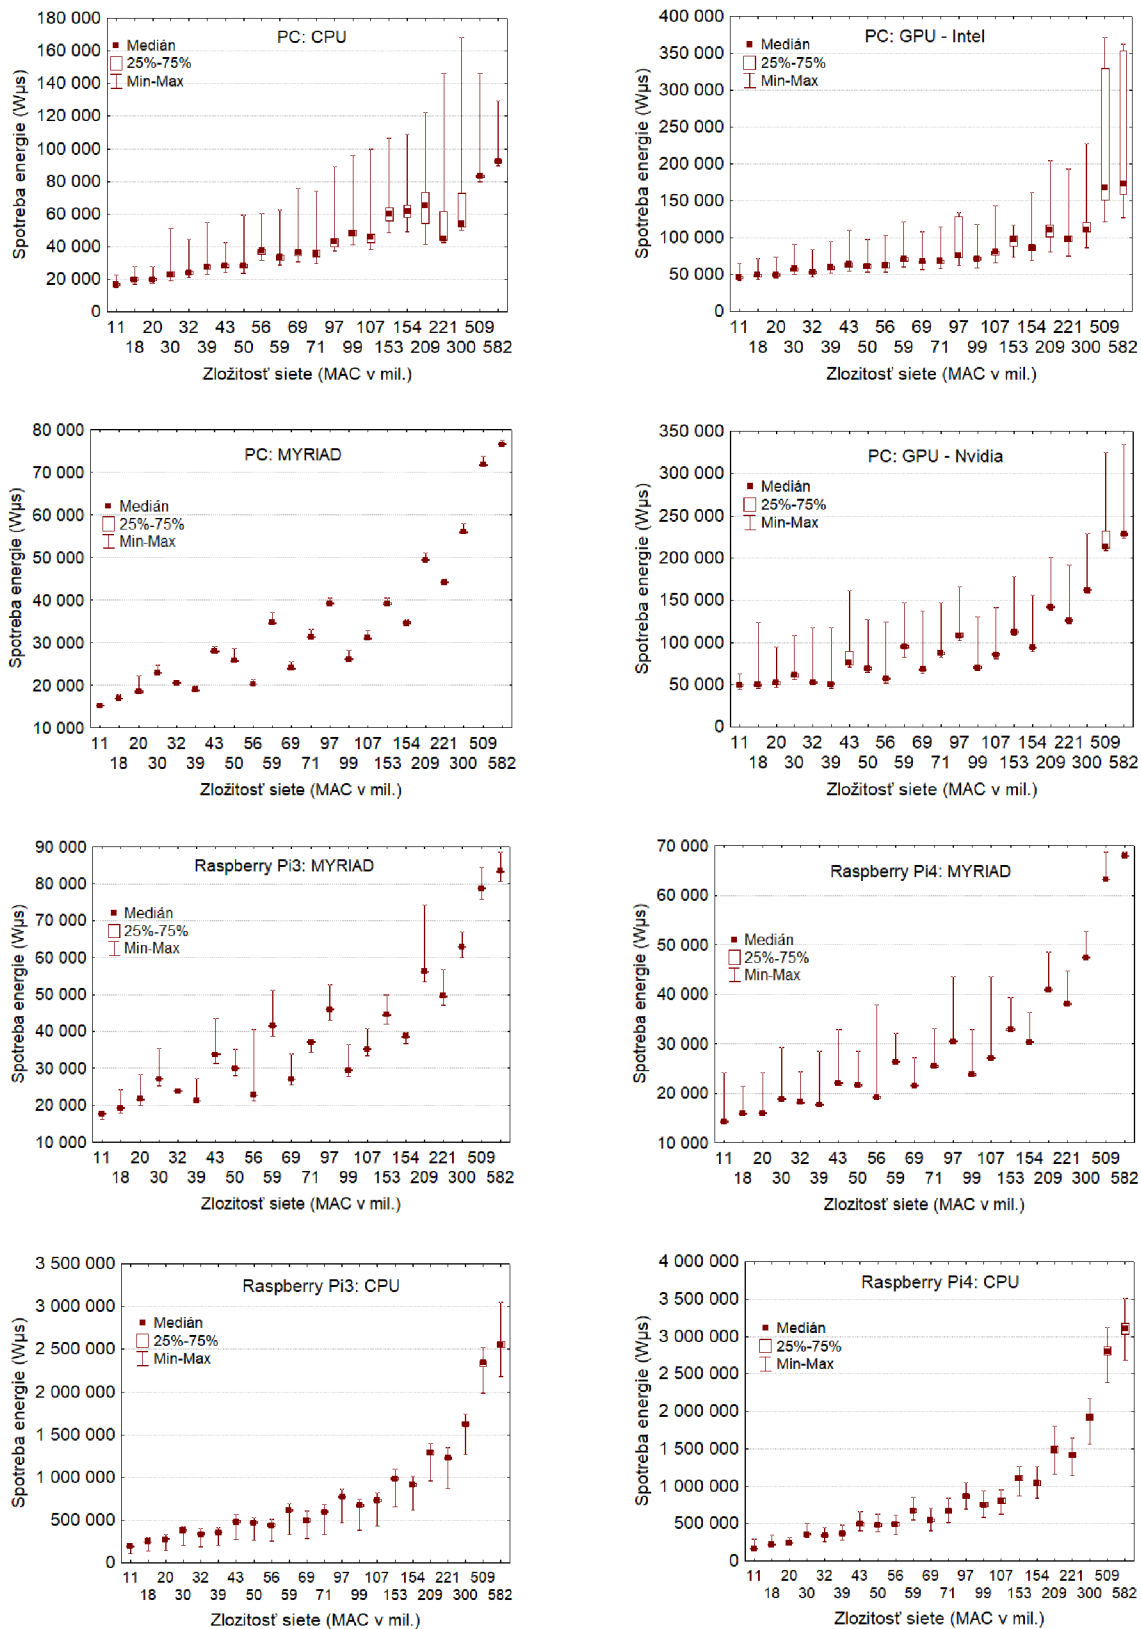 PC: CPU
Spotreba energie (Wµs)
180 000
160 000
140 000
120 000
100 000
80 000
60 000
40 000
20 000
0
Medián
25%-75%
Min-Max
11 20 32 43 56 69 97 107 154 221 509
18 30 39 50 59 71 99 153 209 300 582
Zložitosť siete (MAC v mil.)
PC: GPU - Intel
Spotreba energie (Wµs)
400 000
350 000
300 000
250 000
200 000
150 000
100 000
50 000
0
Medián
25%-75%
Min-Max
11 20 32 43 56 69 97 107 154 221 509
18 30 39 50 59 71 99 153 209 300 582
Zložitosť siete (MAC v mil.)
PC: MYRIAD
Spotreba energie (Wµs)
80 000
70 000
60 000
50 000
40 000
30 000
20 000
10 000
Medián
25%-75%
Min-Max
11 20 32 43 56 69 97 107 154 221 509
18 30 39 50 59 71 99 153 209 300 582
Zložitosť siete (MAC v mil.)
PC: GPU - Nvidia
Spotreba energie (Wµs)
350 000
300 000
250 000
200 000
150 000
100 000
50 000
0
Medián
25%-75%
Min-Max
11 20 32 43 56 69 97 107 154 221 509
18 30 39 50 59 71 99 153 209 300 582
Zložitosť siete (MAC v mil.)
Raspberry Pi3: MYRIAD
Spotreba energie (Wµs)
90 000
80 000
70 000
60 000
50 000
40 000
30 000
20 000
10 000
Medián
25%-75%
Min-Max
11 20 32 43 56 69 97 107 154 221 509
18 30 39 50 59 71 99 153 209 300 582
Zložitosť siete (MAC v mil.)
Raspberry Pi4: MYRIAD
Spotreba energie (Wµs)
70 000
60 000
50 000
40 000
30 000
20 000
10 000
Medián
25%-75%
Min-Max
11 20 32 43 56 69 97 107 154 221 509
18 30 39 50 59 71 99 153 209 300 582
Zložitosť siete (MAC v mil.)
Raspberry Pi3: CPU
Spotreba energie (Wµs)
3 500 000
3 000 000
2 500 000
2 000 000
1 500 000
1 000 000
500 000
0
Medián
25%-75%
Min-Max
11 20 32 43 56 69 97 107 154 221 509
18 30 39 50 59 71 99 153 209 300 582
Zložitosť siete (MAC v mil.)
Raspberry Pi4: CPU
Spotreba energie (Wµs)
4 000 000
3 500 000
3 000 000
2 500 000
2 000 000
1 500 000
1 000 000
500 000
0
Medián
25%-75%
Min-Max
11 20 32 43 56 69 97 107 154 221 509
18 30 39 50 59 71 99 153 209 300 582
Zložitosť siete (MAC v mil.)